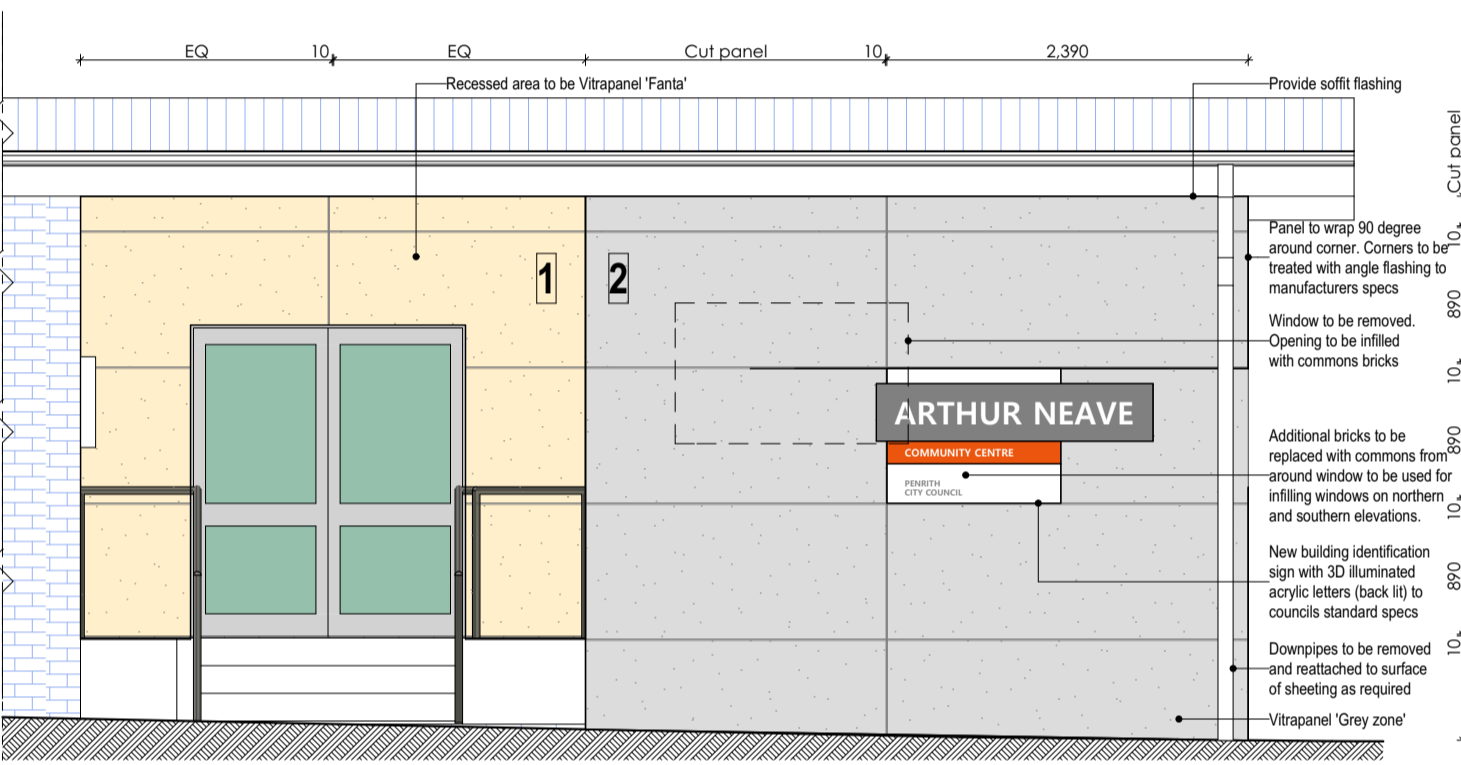 EQ 10 EQ Cut panel 10 2,390
Recessed area to be Vitrapanel 'Fanta'
Provide soffit flashing
Cut panel
10
890
10
890
10
890
10
Panel to wrap 90 degree
around corner. Corners to be
treated with angle flashing to
manufacturers specs
1
2
Window to be removed.
Opening to be infilled
with commons bricks
ARTHUR NEAVE
COMMUNITY CENTRE
PENRITH
CITY COUNCIL
Additional bricks to be
replaced with commons from
around window to be used for
infilling windows on northern
and southern elevations.
New building identification
sign with 3D illuminated
acrylic letters (back lit) to
councils standard specs
Downpipes to be removed
and reattached to surface
of sheeting as required
Vitrapanel 'Grey zone'